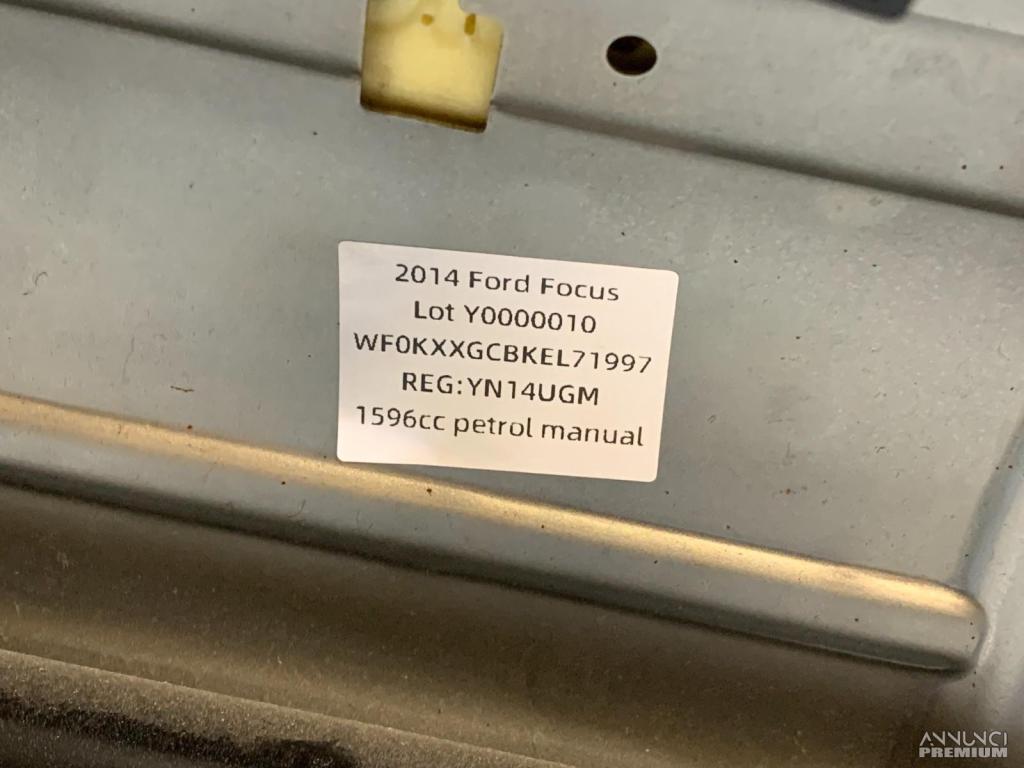 2014 Ford Focus
Lot Y0000010
WF0KXXGCBKEL71997
REG:YN14UGM
1596cc petrol manual
ANNUNCI
PREMIUM